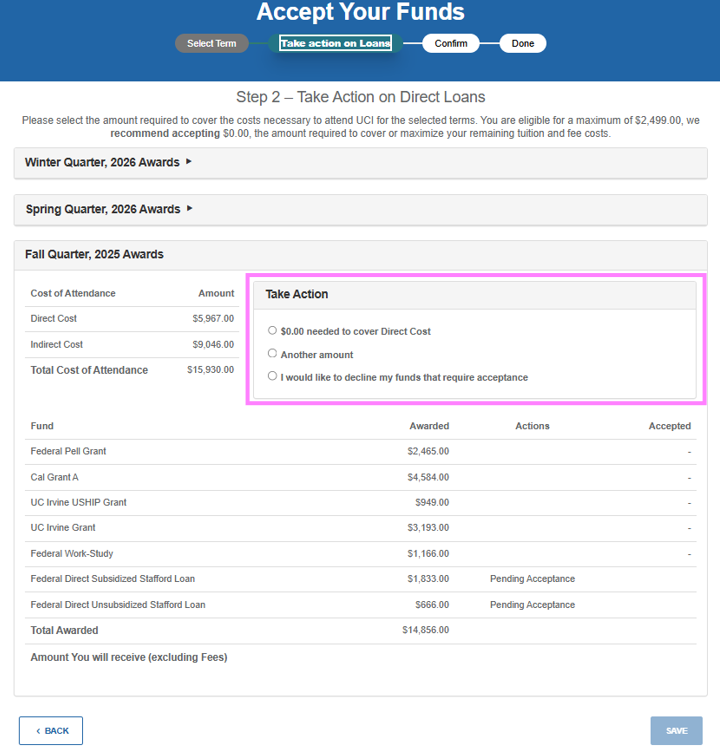 Accept Your Funds
Select Term
Take action on Loans
Confirm
Done
Step 2 – Take Action on Direct Loans
Please select the amount required to cover the costs necessary to attend UCI for the selected terms. You are eligible for a maximum of $2,499.00, we
recommend accepting $0.00, the amount required to cover or maximize your remaining tuition and fee costs.
Winter Quarter, 2026 Awards
Spring Quarter, 2026 Awards
Fall Quarter, 2025 Awards
Cost of Attendance Amount
Direct Cost $5,967.00
Indirect Cost $9,046.00
Total Cost of Attendance $15,930.00
Take Action
$0.00 needed to cover Direct Cost
Another amount
I would like to decline my funds that require acceptance
Fund Awarded Actions Accepted
Federal Pell Grant $2,465.00 -
Cal Grant A $4,584.00 -
UC Irvine USHIP Grant $949.00 -
UC Irvine Grant $3,193.00 -
Federal Work-Study $1,166.00 -
Federal Direct Subsidized Stafford Loan $1,833.00 Pending Acceptance
Federal Direct Unsubsidized Stafford Loan $666.00 Pending Acceptance
Total Awarded $14,856.00
Amount You will receive (excluding Fees)
‹ BACK
SAVE